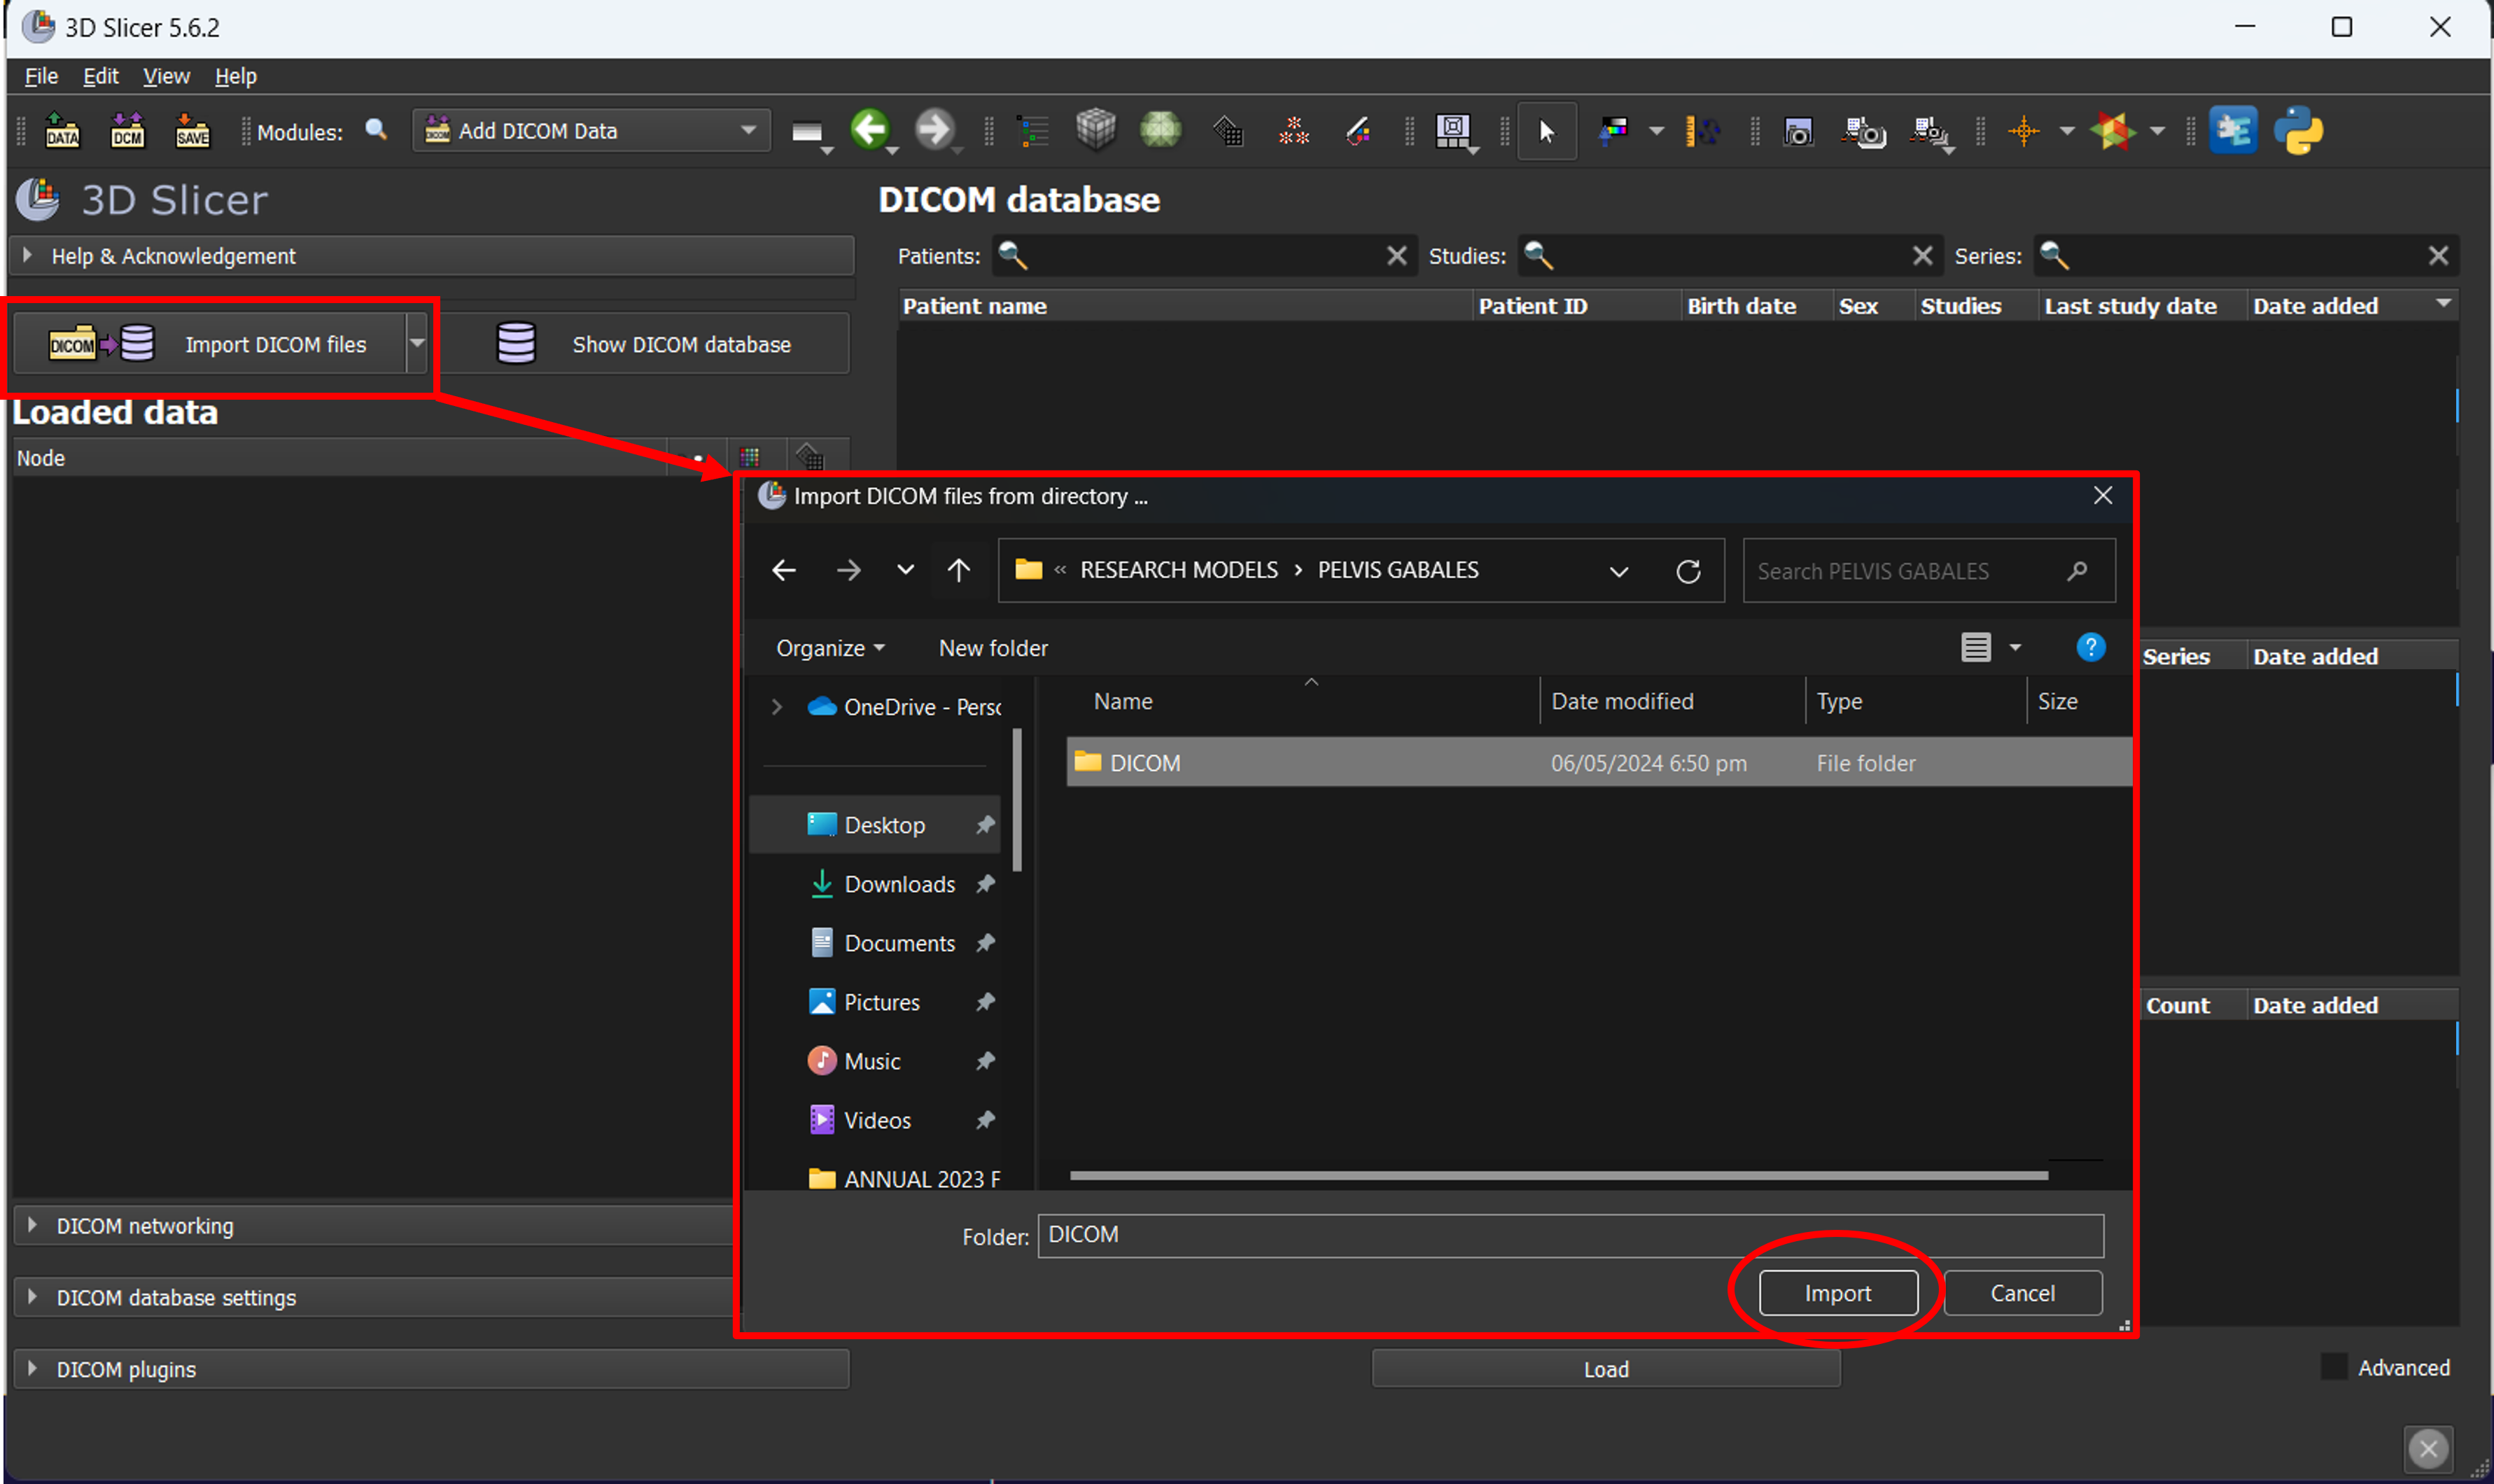 3D Slicer 5.6.2
File Edit View Help
DATA DCM SAVE Modules: DICOM Add DICOM Data
3D Slicer
Help & Acknowledgement
DICOM Import DICOM files Show DICOM database
Loaded data
Node
DICOM networking
DICOM database settings
DICOM plugins
DICOM database
Patients: Studies: Series:
Patient name Patient ID Birth date Sex Studies Last study date Date added
Series Date added
Count Date added
Load Advanced
Import DICOM files from directory ...
« RESEARCH MODELS > PELVIS GABALES Search PELVIS GABALES
Organize New folder ?
Name Date modified Type Size
DICOM 06/05/2024 6:50 pm File folder
OneDrive - Perso
Desktop
Downloads
Documents
Pictures
Music
Videos
ANNUAL 2023 F
Folder: DICOM
Import Cancel